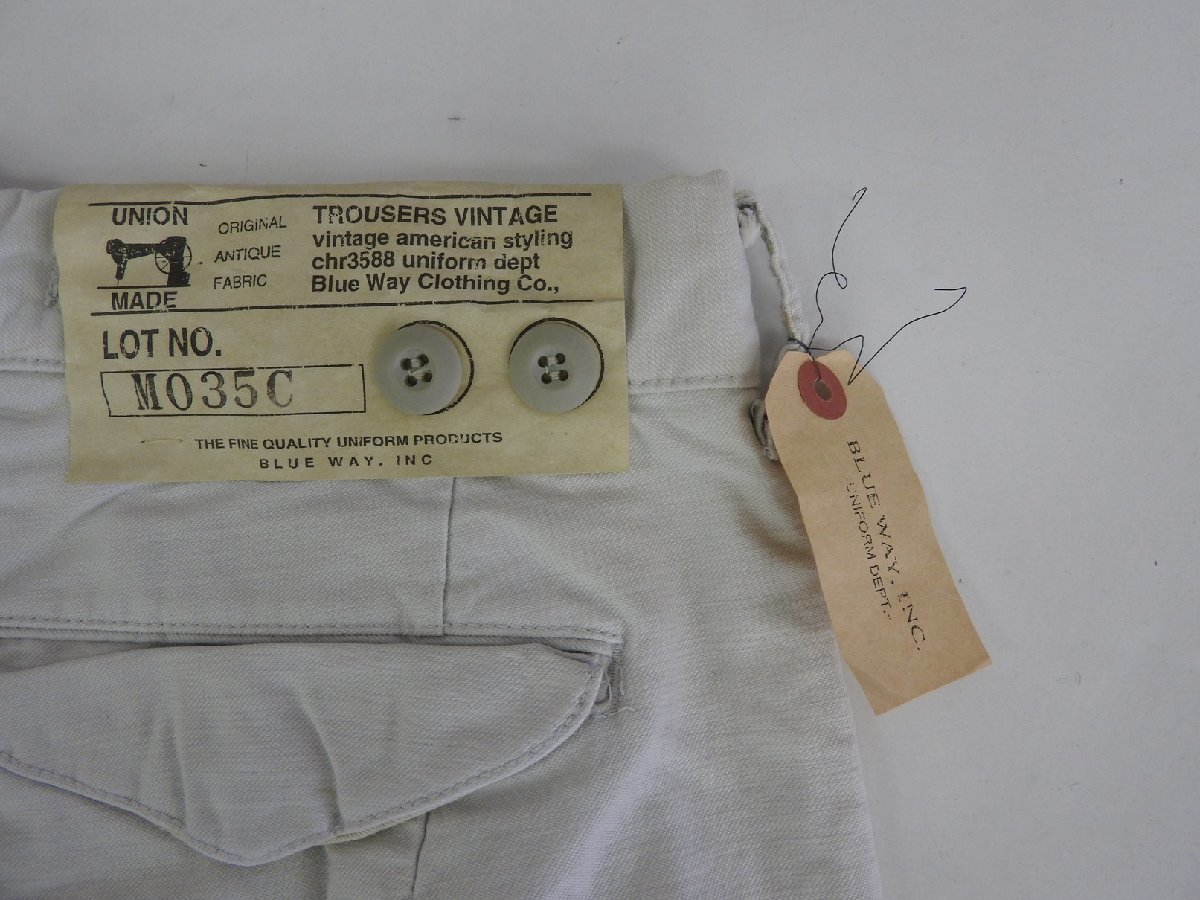 UNION
MADE
ORIGINAL
ANTIQUE
FABRIC
TROUSERS VINTAGE
vintage american styling
chr3588 uniform dept
Blue Way Clothing Co.,
LOT NO.
M035C
THE FINE QUALITY UNIFORM PRODUCTS
BLUE WAY, INC
BLUE WAY, INC.
UNIFORM DEPT.